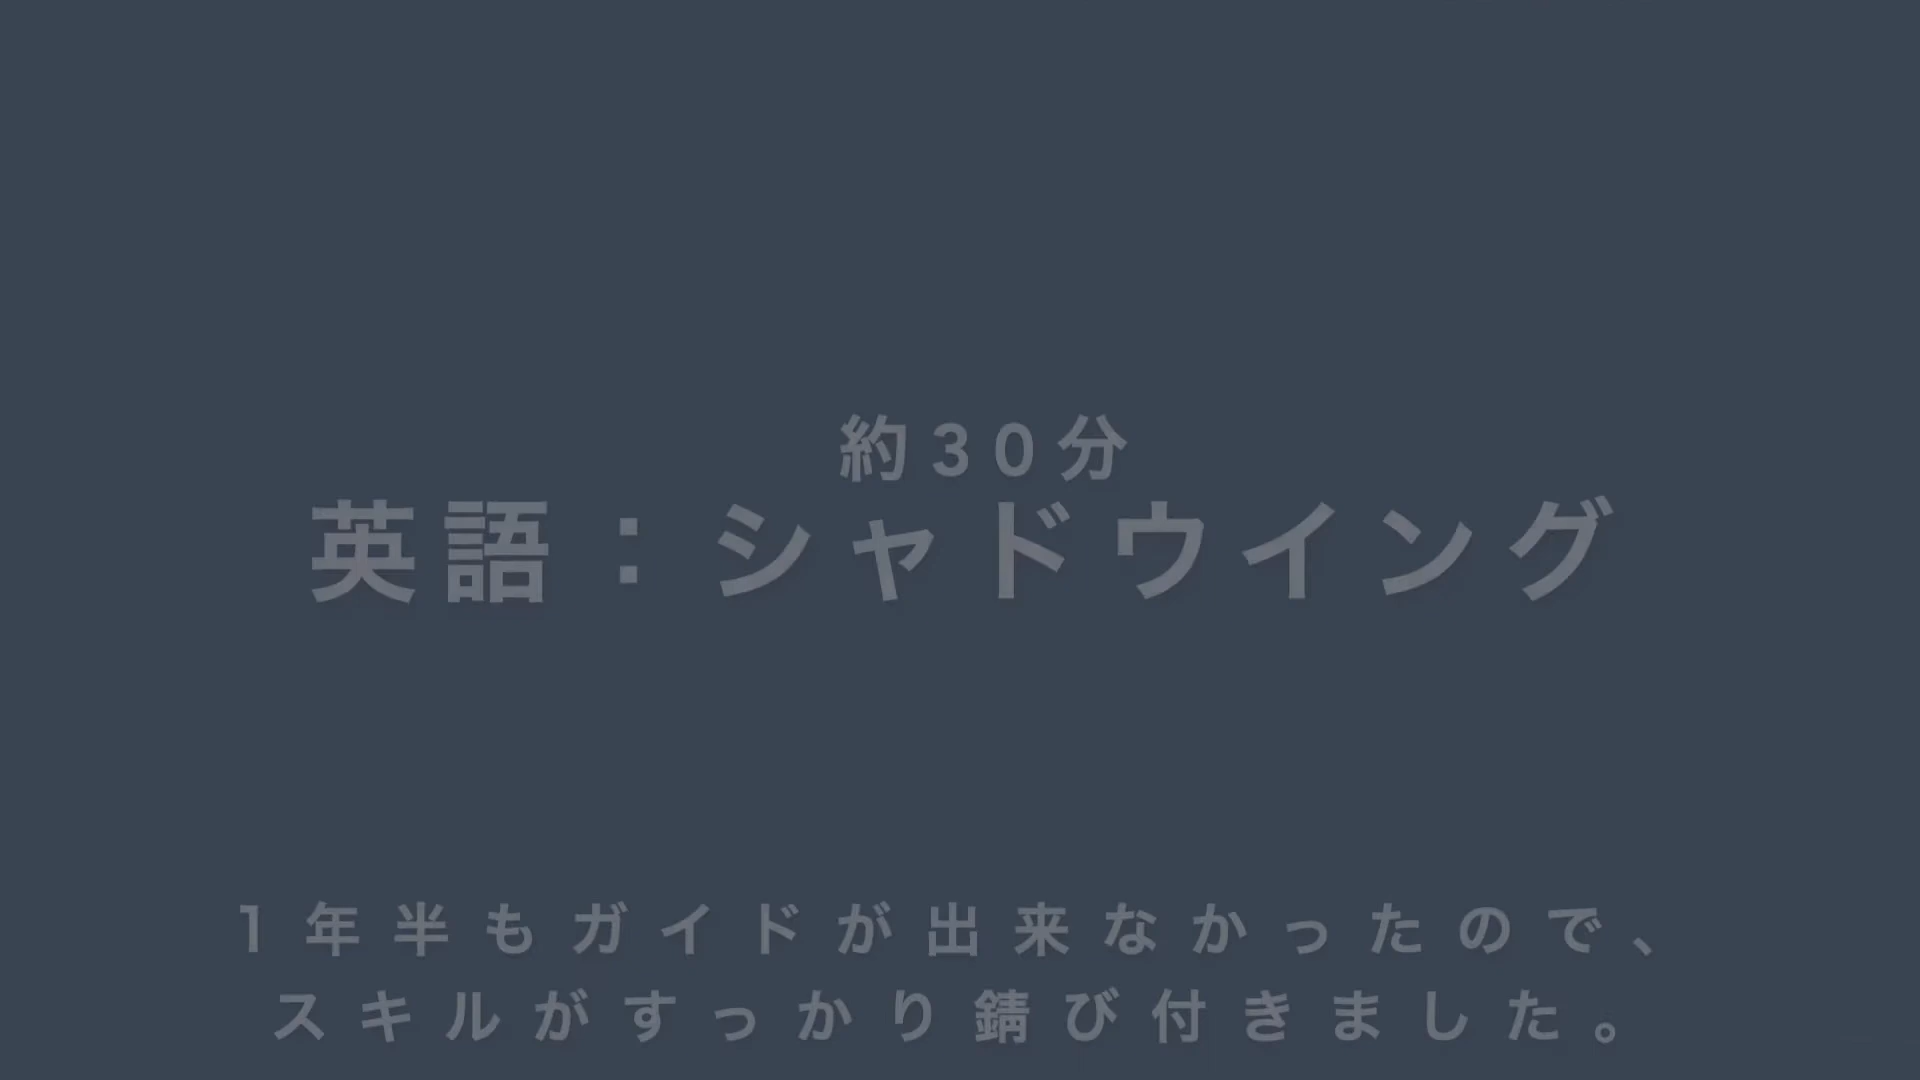 約30分
英語：シャドウイング
1年半もガイドが出来なかったので、
スキルがすっかり錆び付きました。